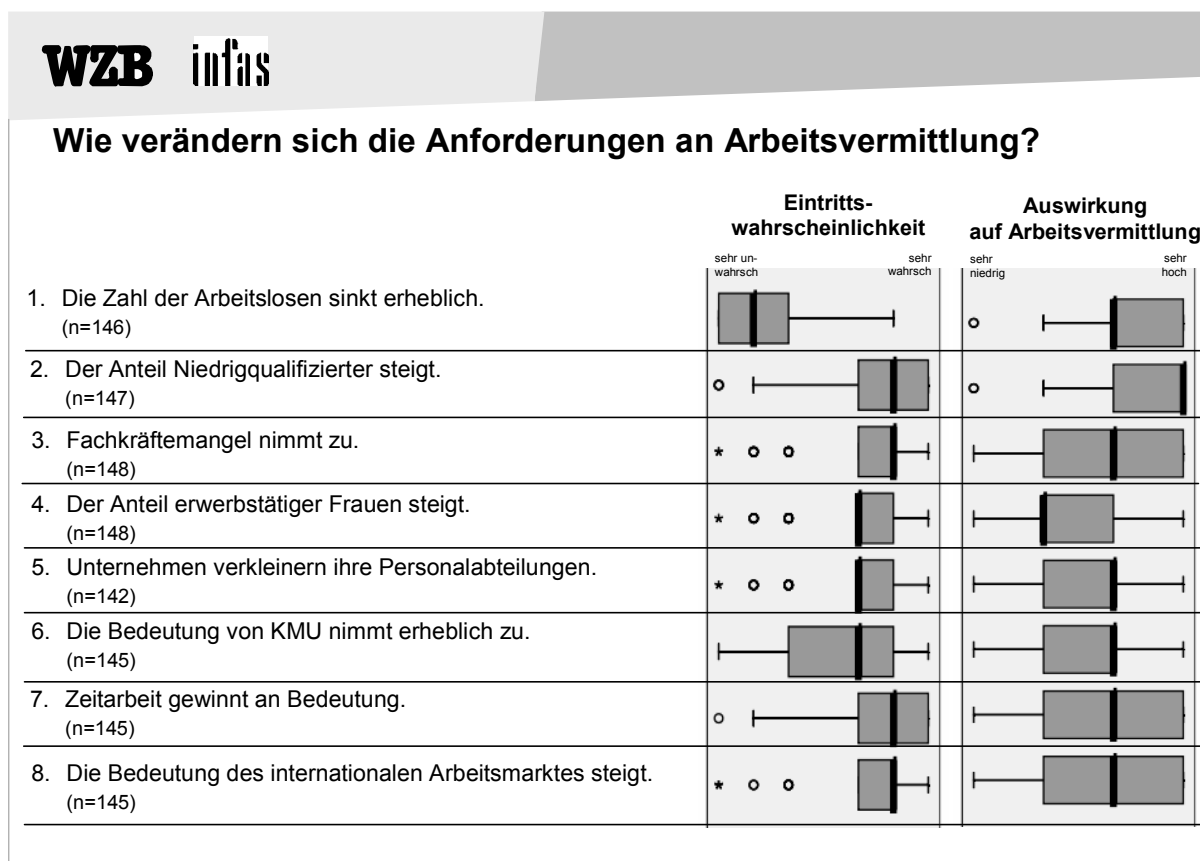 WZB infas
Wie verändern sich die Anforderungen an Arbeitsvermittlung?
Eintritts-
wahrscheinlichkeit
Auswirkung
auf Arbeitsvermittlung
sehr un-
wahrsch
sehr
wahrsch
sehr
niedrig
sehr
hoch
1. Die Zahl der Arbeitslosen sinkt erheblich.
(n=146)
2. Der Anteil Niedrigqualifizierter steigt.
(n=147)
3. Fachkräftemangel nimmt zu.
(n=148)
4. Der Anteil erwerbstätiger Frauen steigt.
(n=148)
5. Unternehmen verkleinern ihre Personalabteilungen.
(n=142)
6. Die Bedeutung von KMU nimmt erheblich zu.
(n=145)
7. Zeitarbeit gewinnt an Bedeutung.
(n=145)
8. Die Bedeutung des internationalen Arbeitsmarktes steigt.
(n=145)